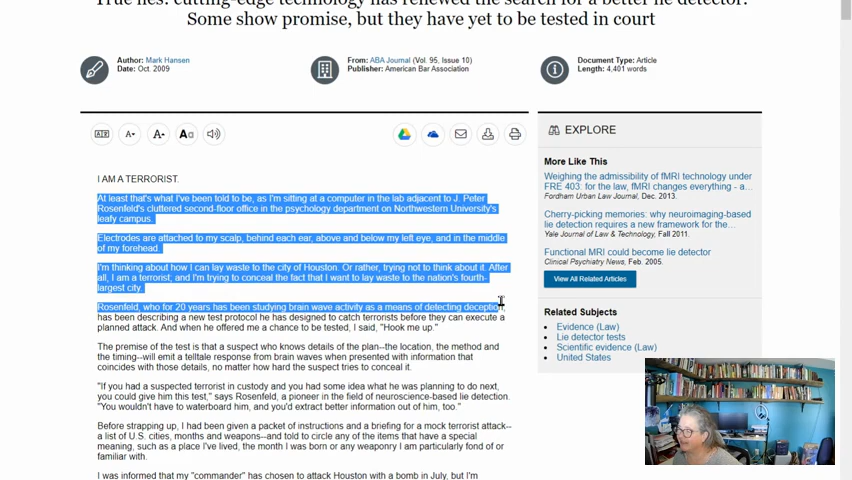 True lies: cutting-edge technology has renewed the search for a better lie detector.
Some show promise, but they have yet to be tested in court
Author: Mark Hansen
Date: Oct. 2009
From: ABA Journal (Vol. 95, Issue 10)
Publisher: American Bar Association
Document Type: Article
Length: 4,401 words
I AM A TERRORIST.
At least that's what I've been told to be, as I'm sitting at a computer in the lab adjacent to J. Peter
Rosenfeld's cluttered second-floor office in the psychology department on Northwestern University's
leafy campus.
Electrodes are attached to my scalp, behind each ear, above and below my left eye, and in the middle
of my forehead.
I'm thinking about how I can lay waste to the city of Houston. Or rather, trying not to think about it. After
all, I am a terrorist, and I'm trying to conceal the fact that I want to lay waste to the nation's fourth-
largest city.
Rosenfeld, who for 20 years has been studying brain wave activity as a means of detecting deception,
has been describing a new test protocol he has designed to catch terrorists before they can execute a
planned attack. And when he offered me a chance to be tested, I said, "Hook me up."
The premise of the test is that a suspect who knows details of the plan--the location, the method and
the timing--will emit a telltale response from brain waves when presented with information that
coincides with those details, no matter how hard the suspect tries to conceal it.
"If you had a suspected terrorist in custody and you had some idea what he was planning to do next,
you could give him this test," says Rosenfeld, a pioneer in the field of neuroscience-based lie detection.
"You wouldn't have to waterboard him, and you'd extract better information out of him, too."
Before strapping up, I had been given a packet of instructions and a briefing for a mock terrorist attack--
a list of U.S. cities, months and weapons--and told to circle any of the items that have a special
meaning, such as a place I've lived, the month I was born or any weaponry I am particularly fond of or
familiar with.
I was informed that my "commander" has chosen to attack Houston with a bomb in July, but I'm
EXPLORE
More Like This
Weighing the admissibility of fMRI technology under
FRE 403: for the law, fMRI changes everything - a...
Fordham Urban Law Journal, Dec. 2013.
Cherry-picking memories: why neuroimaging-based
lie detection requires a new framework for the...
Yale Journal of Law & Technology, Fall 2011.
Functional MRI could become lie detector
Clinical Psychiatry News, Feb. 2005.
View All Related Articles
Related Subjects
Evidence (Law)
Lie detector tests
Scientific evidence (Law)
United States